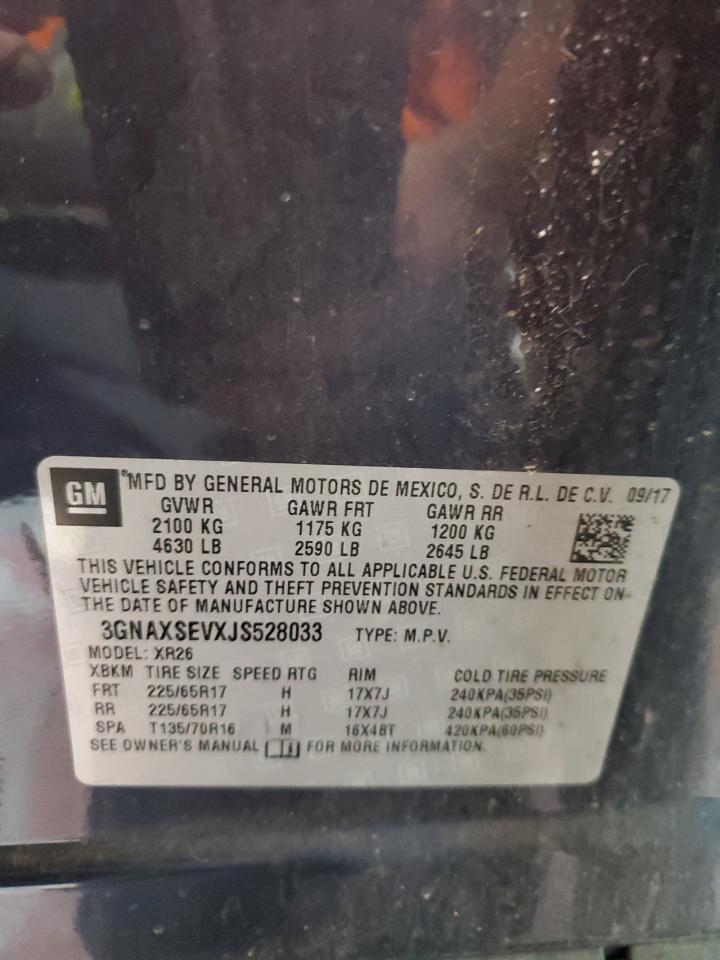 GM
®MFD BY GENERAL MOTORS DE MEXICO, S. DE R.L. DE C.V. 09/17
GVWR GAWR FRT GAWR RR
2100 KG 1175 KG 1200 KG
4630 LB 2590 LB 2645 LB
THIS VEHICLE CONFORMS TO ALL APPLICABLE U.S. FEDERAL MOTOR
VEHICLE SAFETY AND THEFT PREVENTION STANDARDS IN EFFECT ON
THE DATE OF MANUFACTURE SHOWN ABOVE.
3GNAXSEVXJS528033 TYPE: M.P.V.
MODEL: XR26
XBKM TIRE SIZE SPEED RTG RIM COLD TIRE PRESSURE
FRT 225/65R17 H 17X7J 240KPA(35PSI)
RR 225/65R17 H 17X7J 240KPA(35PSI)
SPA T135/70R16 M 16X4BT 420KPA(60PSI)
SEE OWNER'S MANUAL FOR MORE INFORMATION.